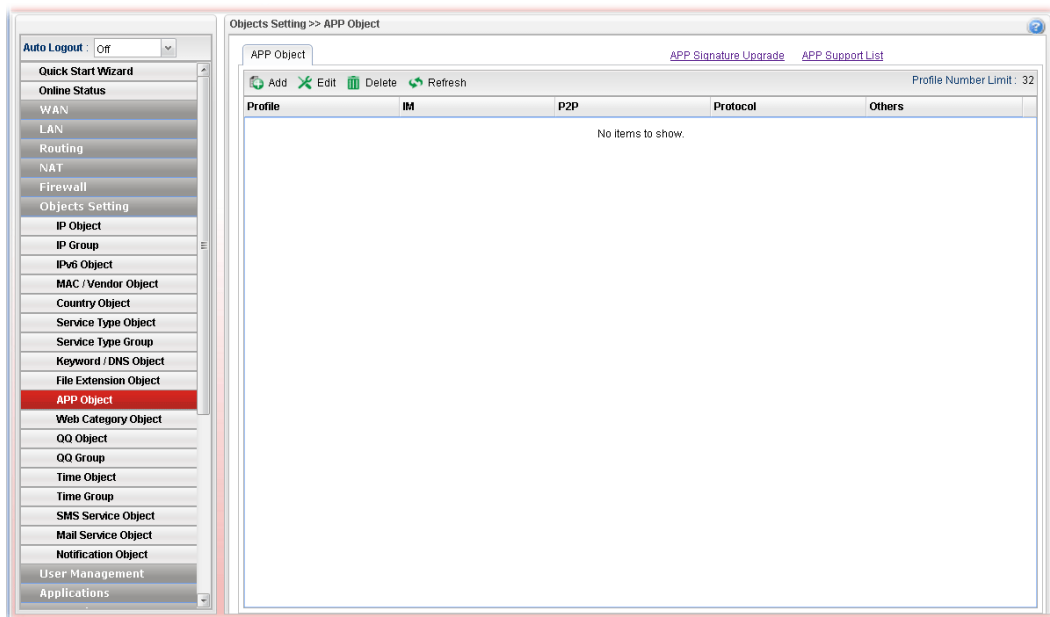 Objects Setting >> APP Object
Auto Logout : Off
Quick Start Wizard
Online Status
WAN
LAN
Routing
NAT
Firewall
Objects Setting
IP Object
IP Group
IPv6 Object
MAC / Vendor Object
Country Object
Service Type Object
Service Type Group
Keyword / DNS Object
File Extension Object
APP Object
Web Category Object
QQ Object
QQ Group
Time Object
Time Group
SMS Service Object
Mail Service Object
Notification Object
User Management
Applications
APP Object
APP Signature Upgrade APP Support List
Add Edit Delete Refresh Profile Number Limit : 32
Profile IM P2P Protocol Others
No items to show.